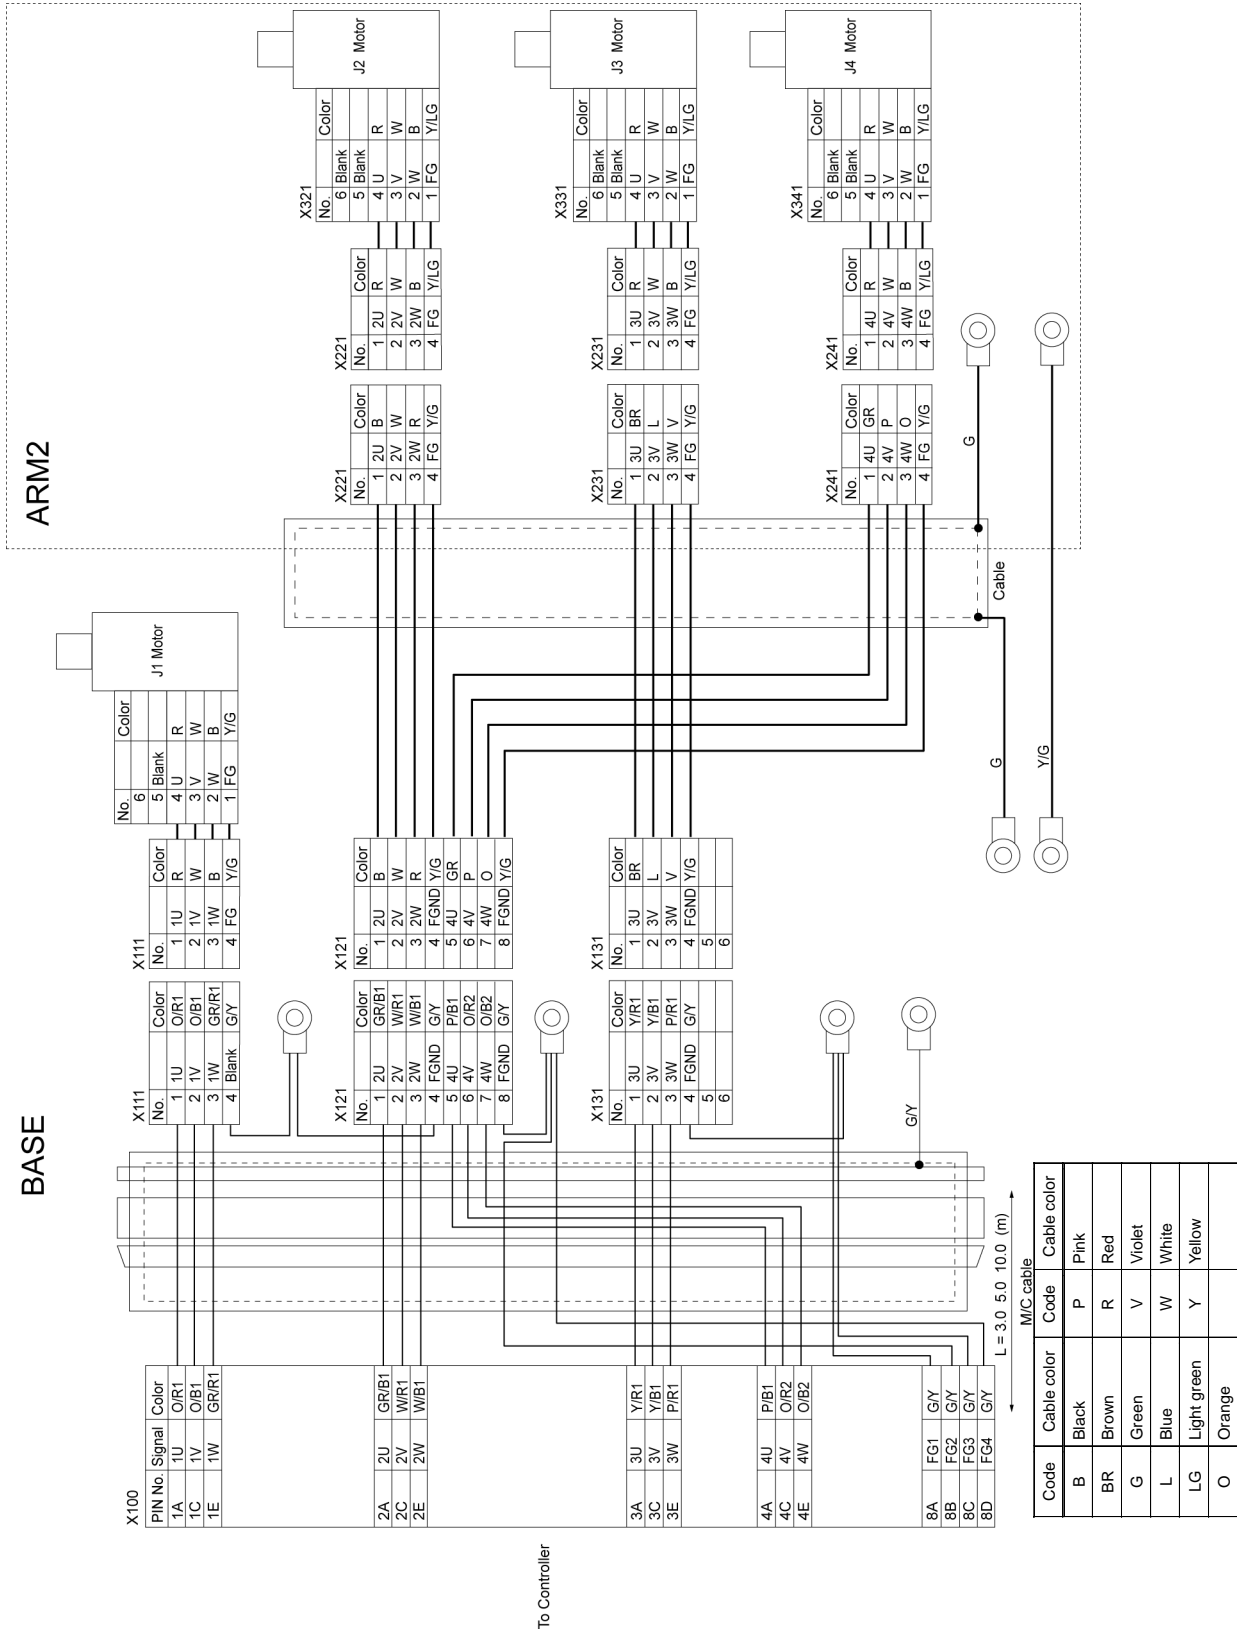 BASE
ARM2
To Controller
X100
PIN No. Signal Color
1A 1U O/R1
1C 1V O/B1
1E 1W GR/R1
2A 2U GR/B1
2C 2V W/R1
2E 2W W/B1
3A 3U Y/R1
3C 3V Y/B1
3E 3W P/R1
4A 4U P/B1
4C 4V O/R2
4E 4W O/B2
8A FG1 G/Y
8B FG2 G/Y
8C FG3 G/Y
8D FG4 G/Y
L = 3.0 5.0 10.0 (m)
M/C cable
X111
No. Color
1 1U O/R1
2 1V O/B1
3 1W GR/R1
4 Blank G/Y
X121
No. Color
1 2U GR/B1
2 2V W/R1
3 2W W/B1
4 FGND G/Y
5 4U P/B1
6 4V O/R2
7 4W O/B2
8 FGND G/Y
X131
No. Color
1 3U Y/R1
2 3V Y/B1
3 3W P/R1
4 FGND G/Y
5
6
G/Y
X111
No. Color
1 1U R
2 1V W
3 1W B
4 FG Y/G
X121
No. Color
1 2U B
2 2V W
3 2W R
4 FGND Y/G
5 4U GR
6 4V P
7 4W O
8 FGND Y/G
X131
No. Color
1 3U BR
2 3V L
3 3W V
4 FGND Y/G
5
6
No. Color
6
5 Blank
4 U R
3 V W
2 W B
1 FG Y/G
J1 Motor
G
Y/G
Cable
G
X221
No. Color
1 2U B
2 2V W
3 2W R
4 FG Y/G
X231
No. Color
1 3U BR
2 3V L
3 3W V
4 FG Y/G
X241
No. Color
1 4U GR
2 4V P
3 4W O
4 FG Y/G
X221
No. Color
1 2U R
2 2V W
3 2W B
4 FG Y/LG
X231
No. Color
1 3U R
2 3V W
3 3W B
4 FG Y/LG
X241
No. Color
1 4U R
2 4V W
3 4W B
4 FG Y/LG
X321
No. Color
6 Blank
5 Blank
4 U R
3 V W
2 W B
1 FG Y/LG
J2 Motor
X331
No. Color
6 Blank
5 Blank
4 U R
3 V W
2 W B
1 FG Y/LG
J3 Motor
X341
No. Color
6 Blank
5 Blank
4 U R
3 V W
2 W B
1 FG Y/LG
J4 Motor
Code Cable color Code Cable color
B Black P Pink
BR Brown R Red
G Green V Violet
L Blue W White
LG Light green Y Yellow
O Orange